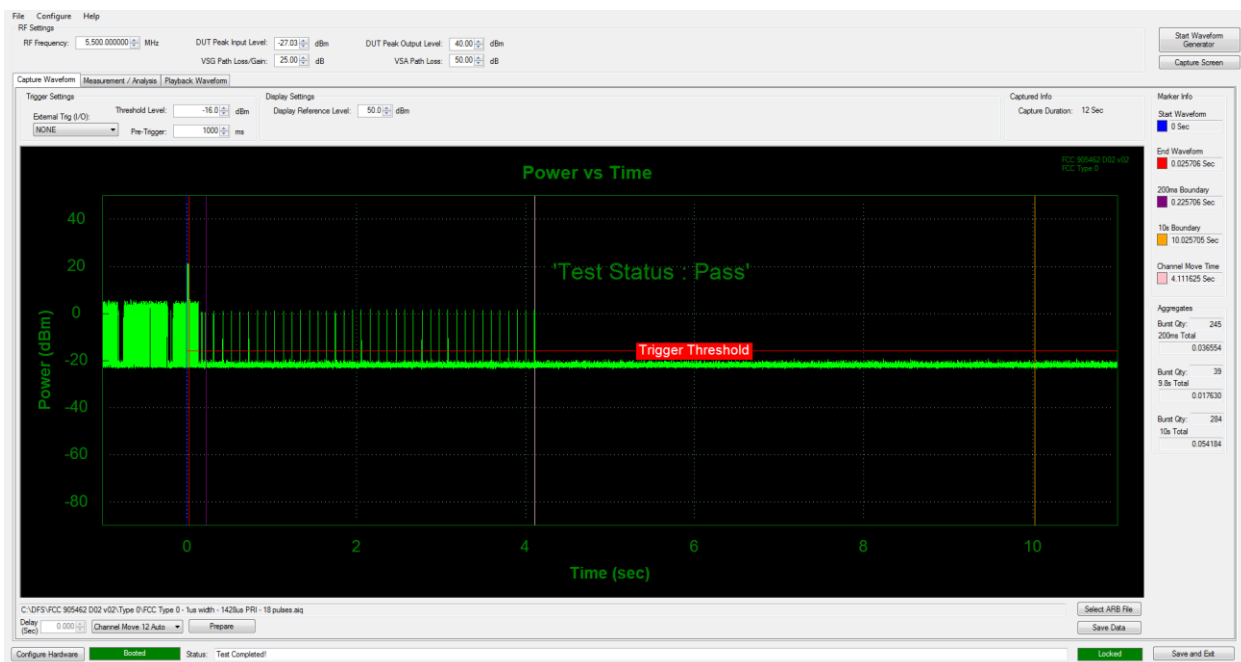 File Configure Help
RF Settings
RF Frequency: 5,500.000000 MHz DUT Peak Input Level: -27.03 dBm DUT Peak Output Level: 40.00 dBm
VSG Path Loss/Gain: 25.00 dB VSA Path Loss: 50.00 dB
Start Waveform Generator
Capture Screen
Capture Waveform Measurement / Analysis Playback Waveform
Trigger Settings
External Trig (I/O):
NONE
Threshold Level: -16.0 dBm
Pre-Trigger: 1000 ms
Display Settings
Display Reference Level: 50.0 dBm
Captured Info
Capture Duration: 12 Sec
Marker Info
Start Waveform
0 Sec
End Waveform
0.025706 Sec
200ms Boundary
0.225706 Sec
10s Boundary
10.025705 Sec
Channel Move Time
4.111625 Sec
Aggregates
Burst Qty: 245
200ms Total
0.036554
Burst Qty: 39
9.8s Total
0.017630
Burst Qty: 284
10s Total
0.054184
Power vs Time
FCC 905462 D02 v02
FCC Type 0
'Test Status : Pass'
Trigger Threshold
Power (dBm)
40
20
0
-20
-40
-60
-80
0 2 4 6 8 10
Time (sec)
C:\DFS\FCC 905462 D02 v02\Type 0\FCC Type 0 - 1us width - 1428us PRI - 18 pulses.aiq
Select ARB File
Delay (Sec) 0.000 Channel Move 12 Auto Prepare
Save Data
Configure Hardware Booted Status: Test Completed! Locked Save and Exit